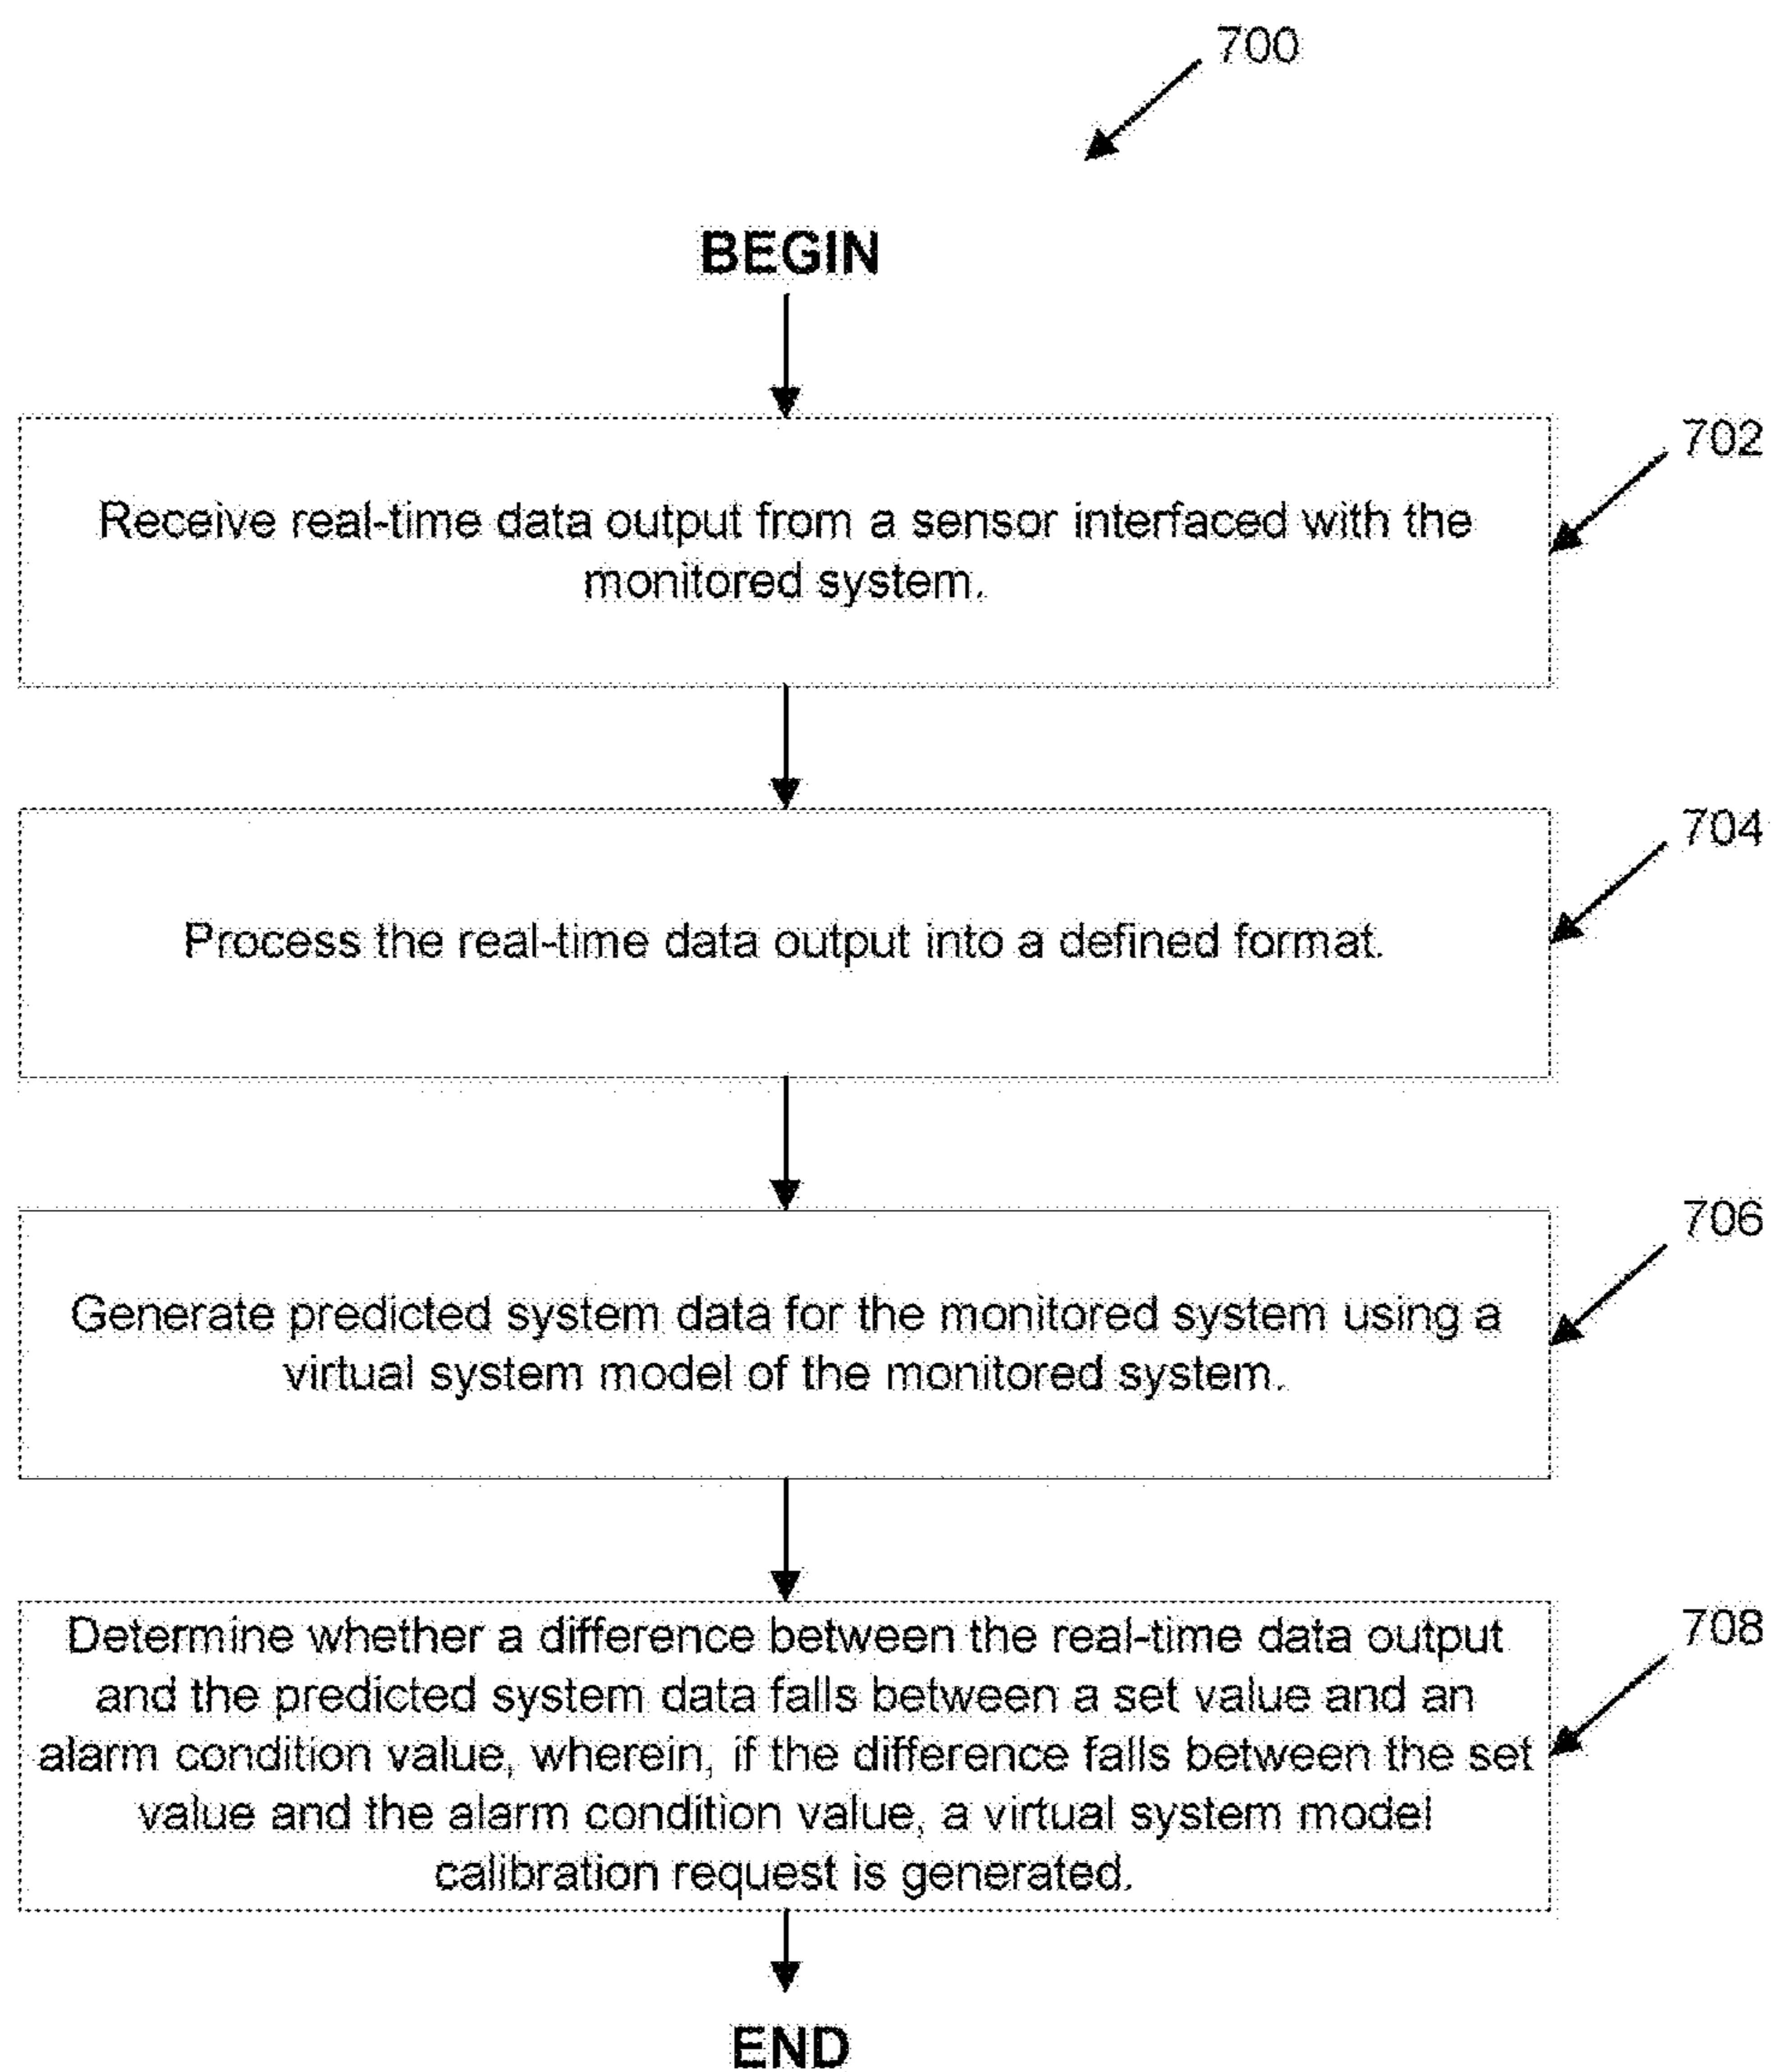 700
BEGIN
702
Receive real-time data output from a sensor interfaced with the
monitored system.
704
Process the real-time data output into a defined format.
706
Generate predicted system data for the monitored system using a
virtual system model of the monitored system.
708
Determine whether a difference between the real-time data output
and the predicted system data falls between a set value and an
alarm condition value, wherein, if the difference falls between the set
value and the alarm condition value, a virtual system model
calibration request is generated.
END